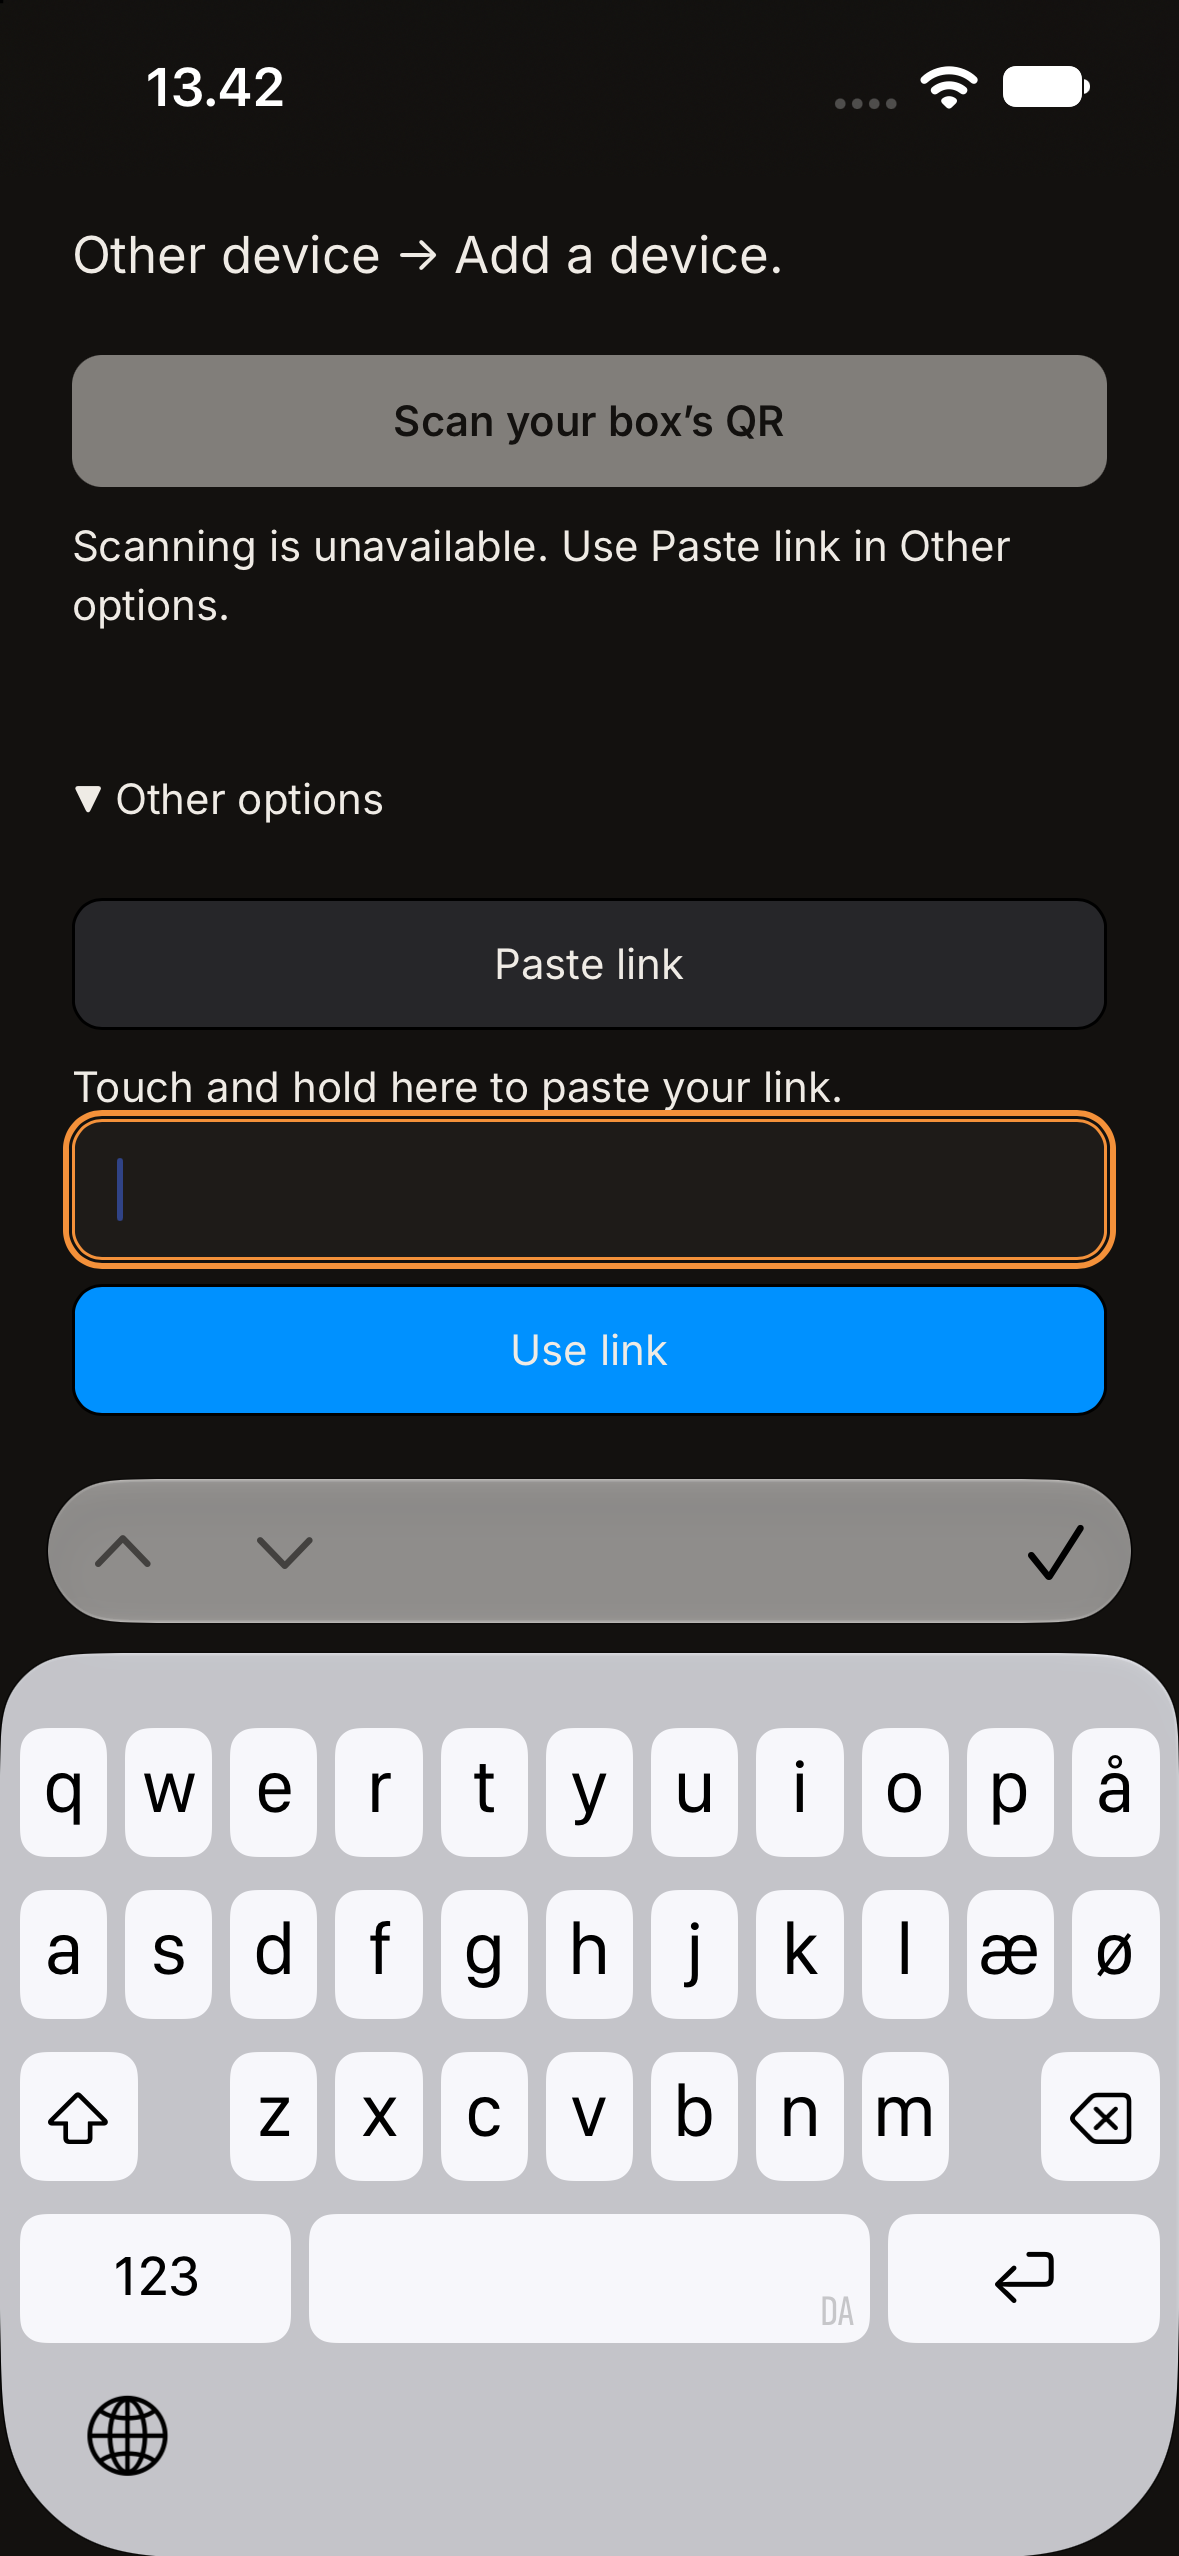 13.42
Other device → Add a device.
Scan your box’s QR
Scanning is unavailable. Use Paste link in Other
options.
▼ Other options
Paste link
Touch and hold here to paste your link.
Use link
q w e r t y u i o p å
a s d f g h j k l æ ø
z x c v b n m
123
DA